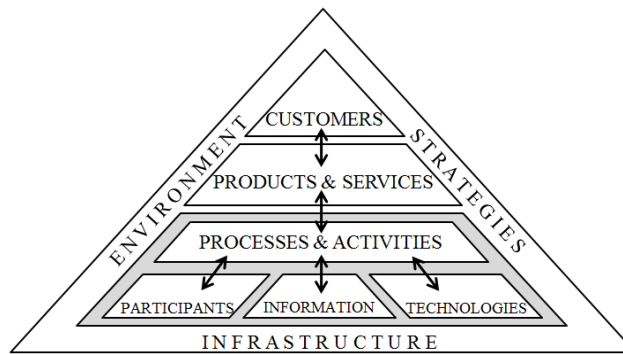 CUSTOMERS
ENVIRONMENT
STRATEGIES
PRODUCTS & SERVICES
PROCESSES & ACTIVITIES
PARTICIPANTS INFORMATION TECHNOLOGIES
INFRASTRUCTURE